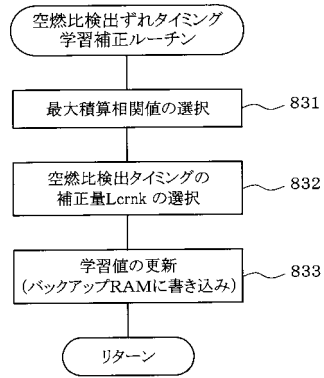 空燃比検出ずれタイミング
学習補正ルーチン
最大積算相関値の選択
831
空燃比検出タイミングの
補正量Lcrnk の選択
832
学習値の更新
(バックアップRAMに書き込み)
833
リターン